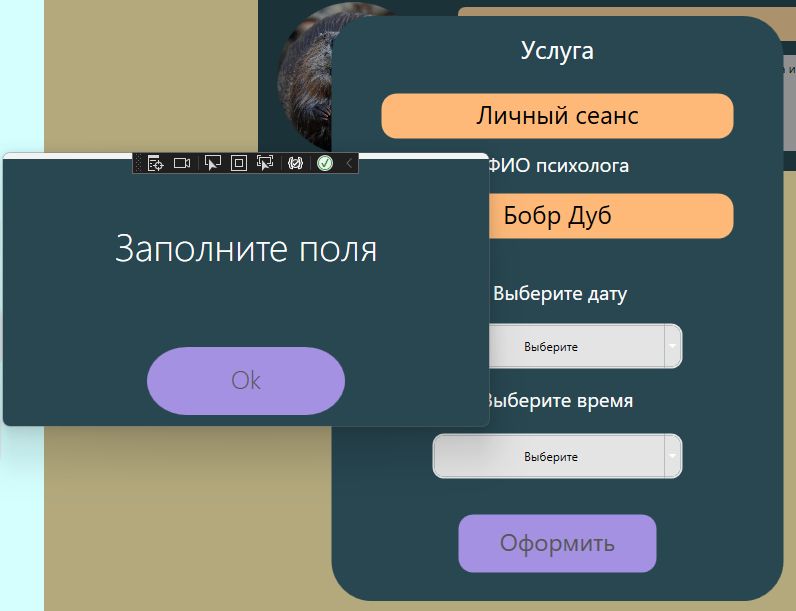 Услуга
Личный сеанс
ФИО психолога
Бобр Дуб
Заполните поля
Ok
Выберите дату
Выберите
Выберите время
Выберите
Оформить